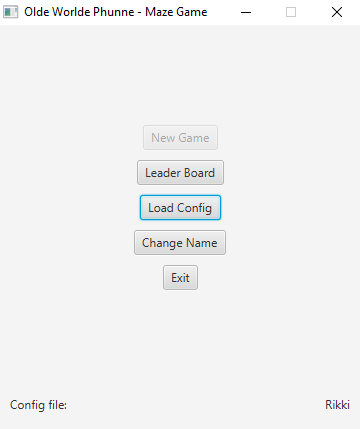 Olde Worlde Phunne - Maze Game
New Game
Leader Board
Load Config
Change Name
Exit
Config file: Rikki